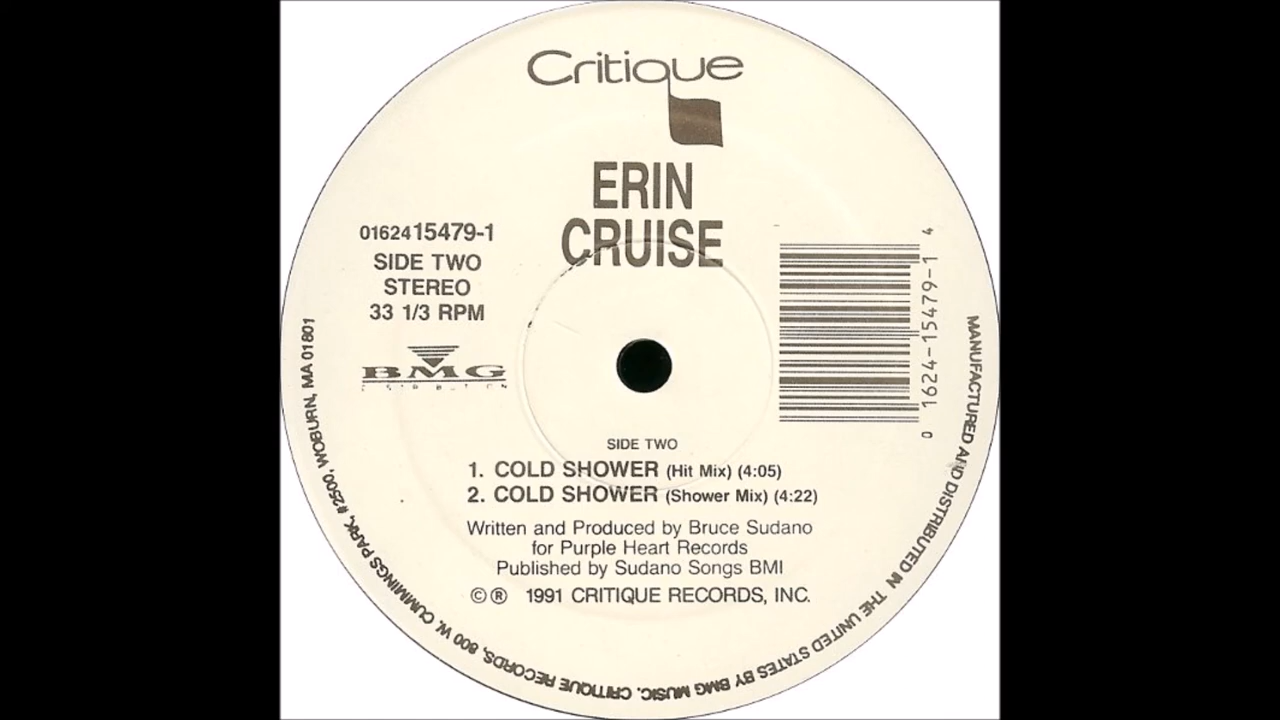 Critique
ERIN
CRUISE
0162415479-1
SIDE TWO
STEREO
33 1/3 RPM
BMG
DISTRIBUTION
0 1624-15479-1 4
SIDE TWO
1. COLD SHOWER (Hit Mix) (4:05)
2. COLD SHOWER (Shower Mix) (4:22)
Written and Produced by Bruce Sudano
for Purple Heart Records
Published by Sudano Songs BMI
©® 1991 CRITIQUE RECORDS, INC.
MANUFACTURED AND DISTRIBUTED IN THE UNITED STATES BY BMG MUSIC. CRITIQUE RECORDS, 800 W. CUMMINGS PARK, #2500, WOBURN, MA 01801